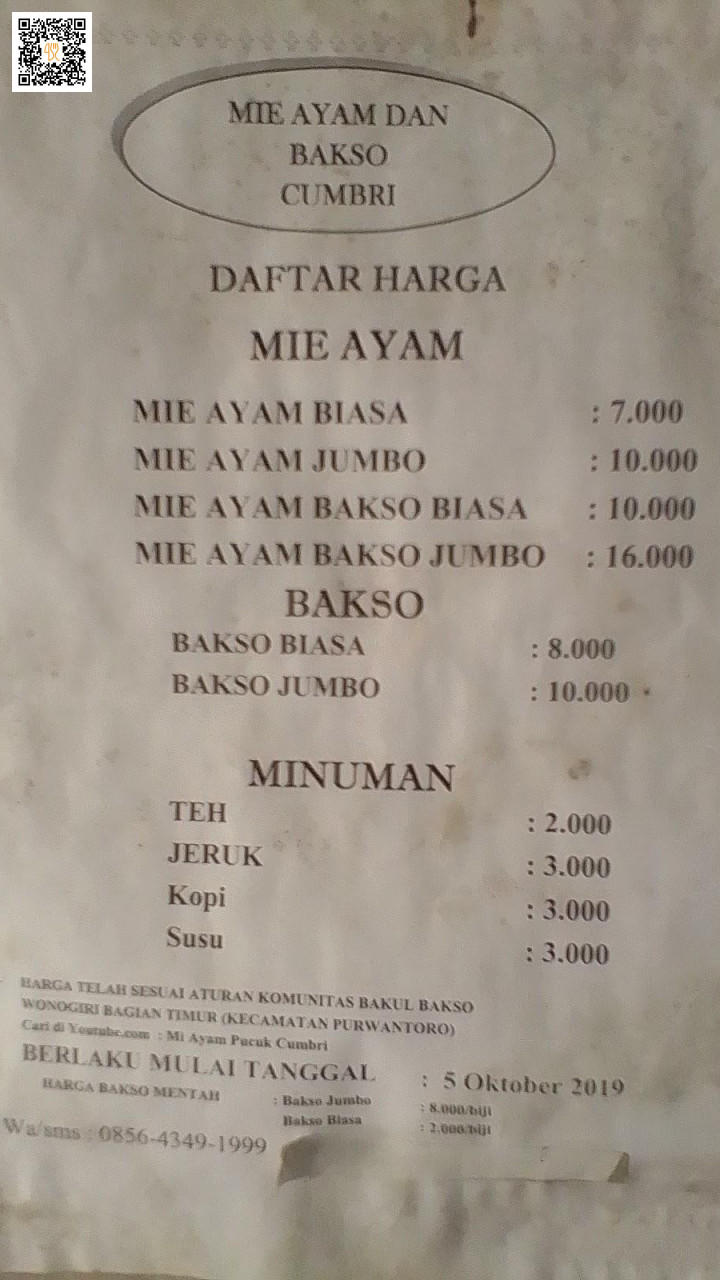 MIE AYAM DAN
BAKSO
CUMBRI
DAFTAR HARGA
MIE AYAM
MIE AYAM BIASA : 7.000
MIE AYAM JUMBO : 10.000
MIE AYAM BAKSO BIASA : 10.000
MIE AYAM BAKSO JUMBO : 16.000
BAKSO
BAKSO BIASA : 8.000
BAKSO JUMBO : 10.000
MINUMAN
TEH : 2.000
JERUK : 3.000
Kopi : 3.000
Susu : 3.000
HARGA TELAH SESUAI ATURAN KOMUNITAS BAKUL BAKSO
WONOGIRI BAGIAN TIMUR (KECAMATAN PURWANTORO)
Cari di Youtube.com : Mi Ayam Pucuk Cumbri
BERLAKU MULAI TANGGAL : 5 Oktober 2019
HARGA BAKSO MENTAH : Bakso Jumbo : 8.000/biji
Bakso Biasa : 2.000/biji
Wa/sms : 0856-4349-1999